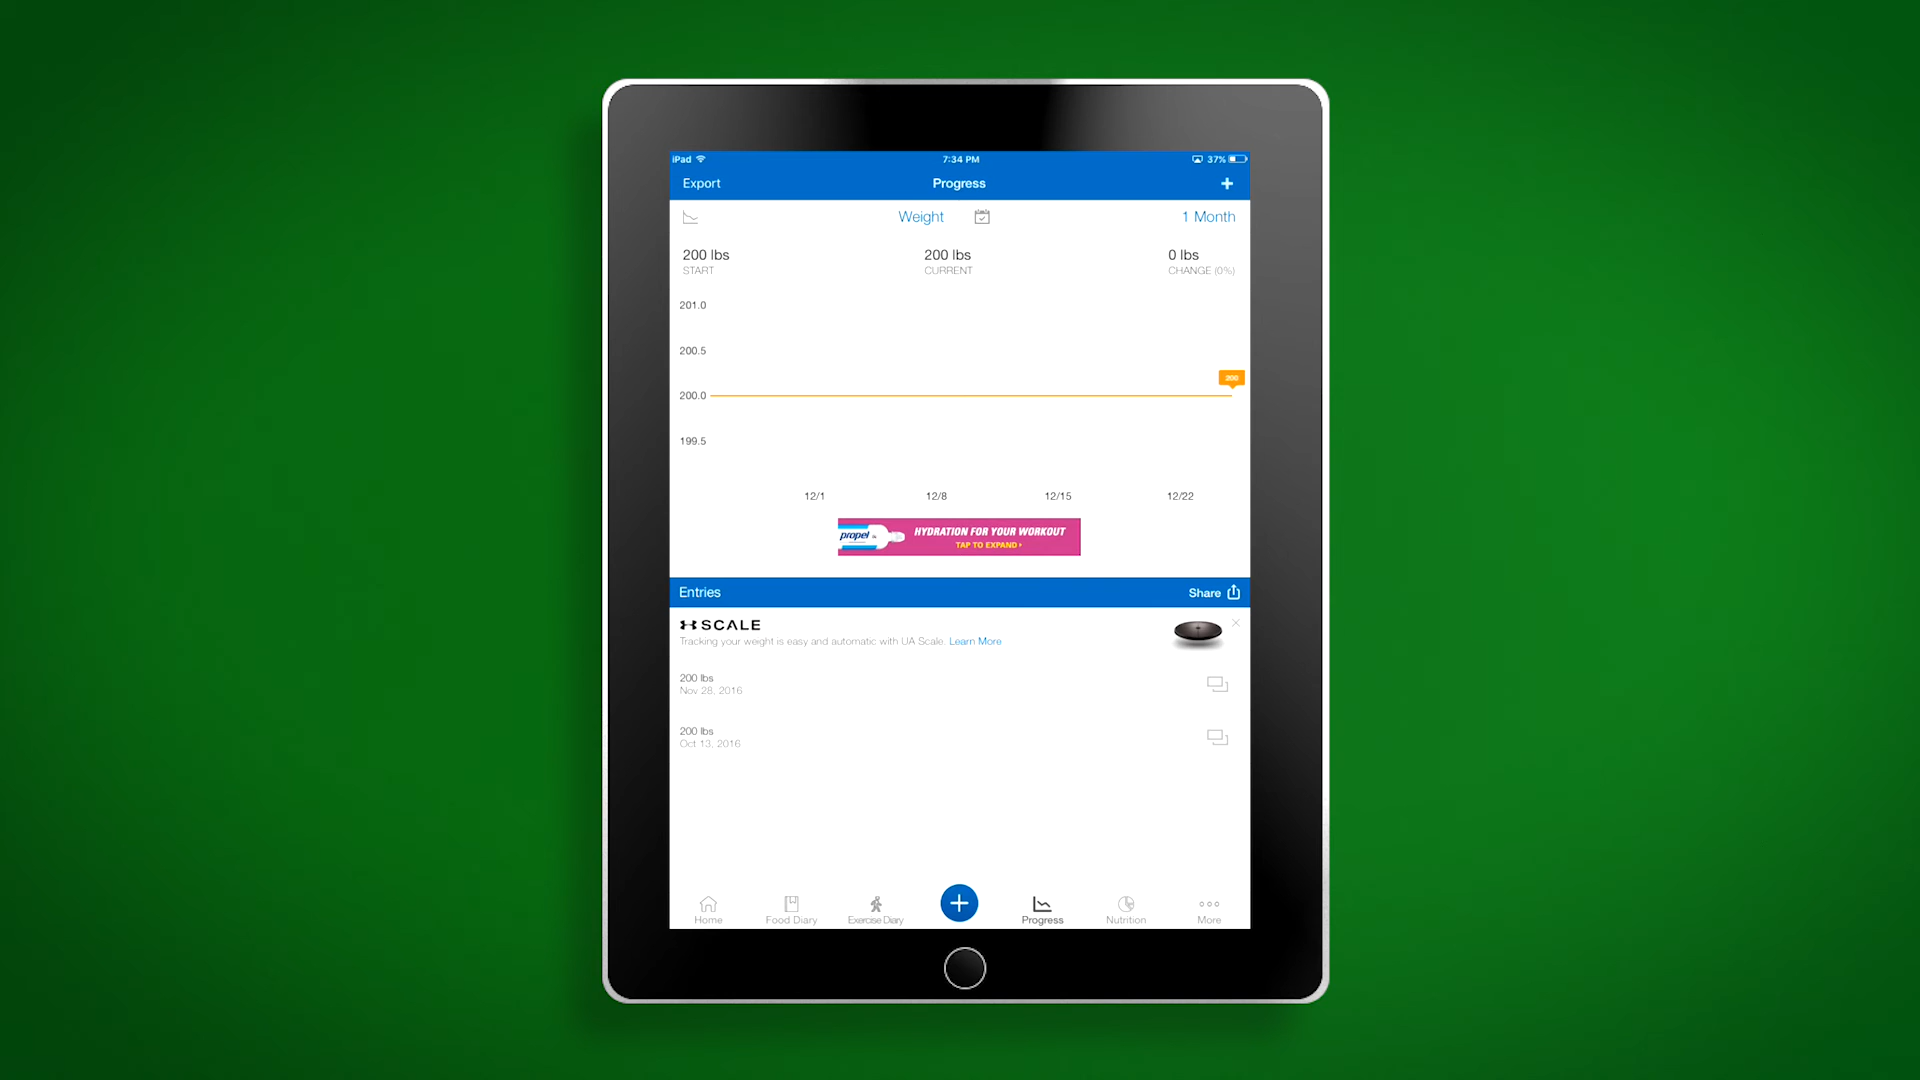 iPad 7:34 PM 37%
Export Progress +
Weight 1 Month
200 lbs 200 lbs 0 lbs
START CURRENT CHANGE (0%)
201.0
200.5
200
200.0
199.5
12/1 12/8 12/15 12/22
propel HYDRATION FOR YOUR WORKOUT
TAP TO EXPAND
Entries Share
SCALE
Tracking your weight is easy and automatic with UA Scale. Learn More
200 lbs
Nov 28, 2016
200 lbs
Oct 13, 2016
Home Food Diary Exercise Diary Progress Nutrition More